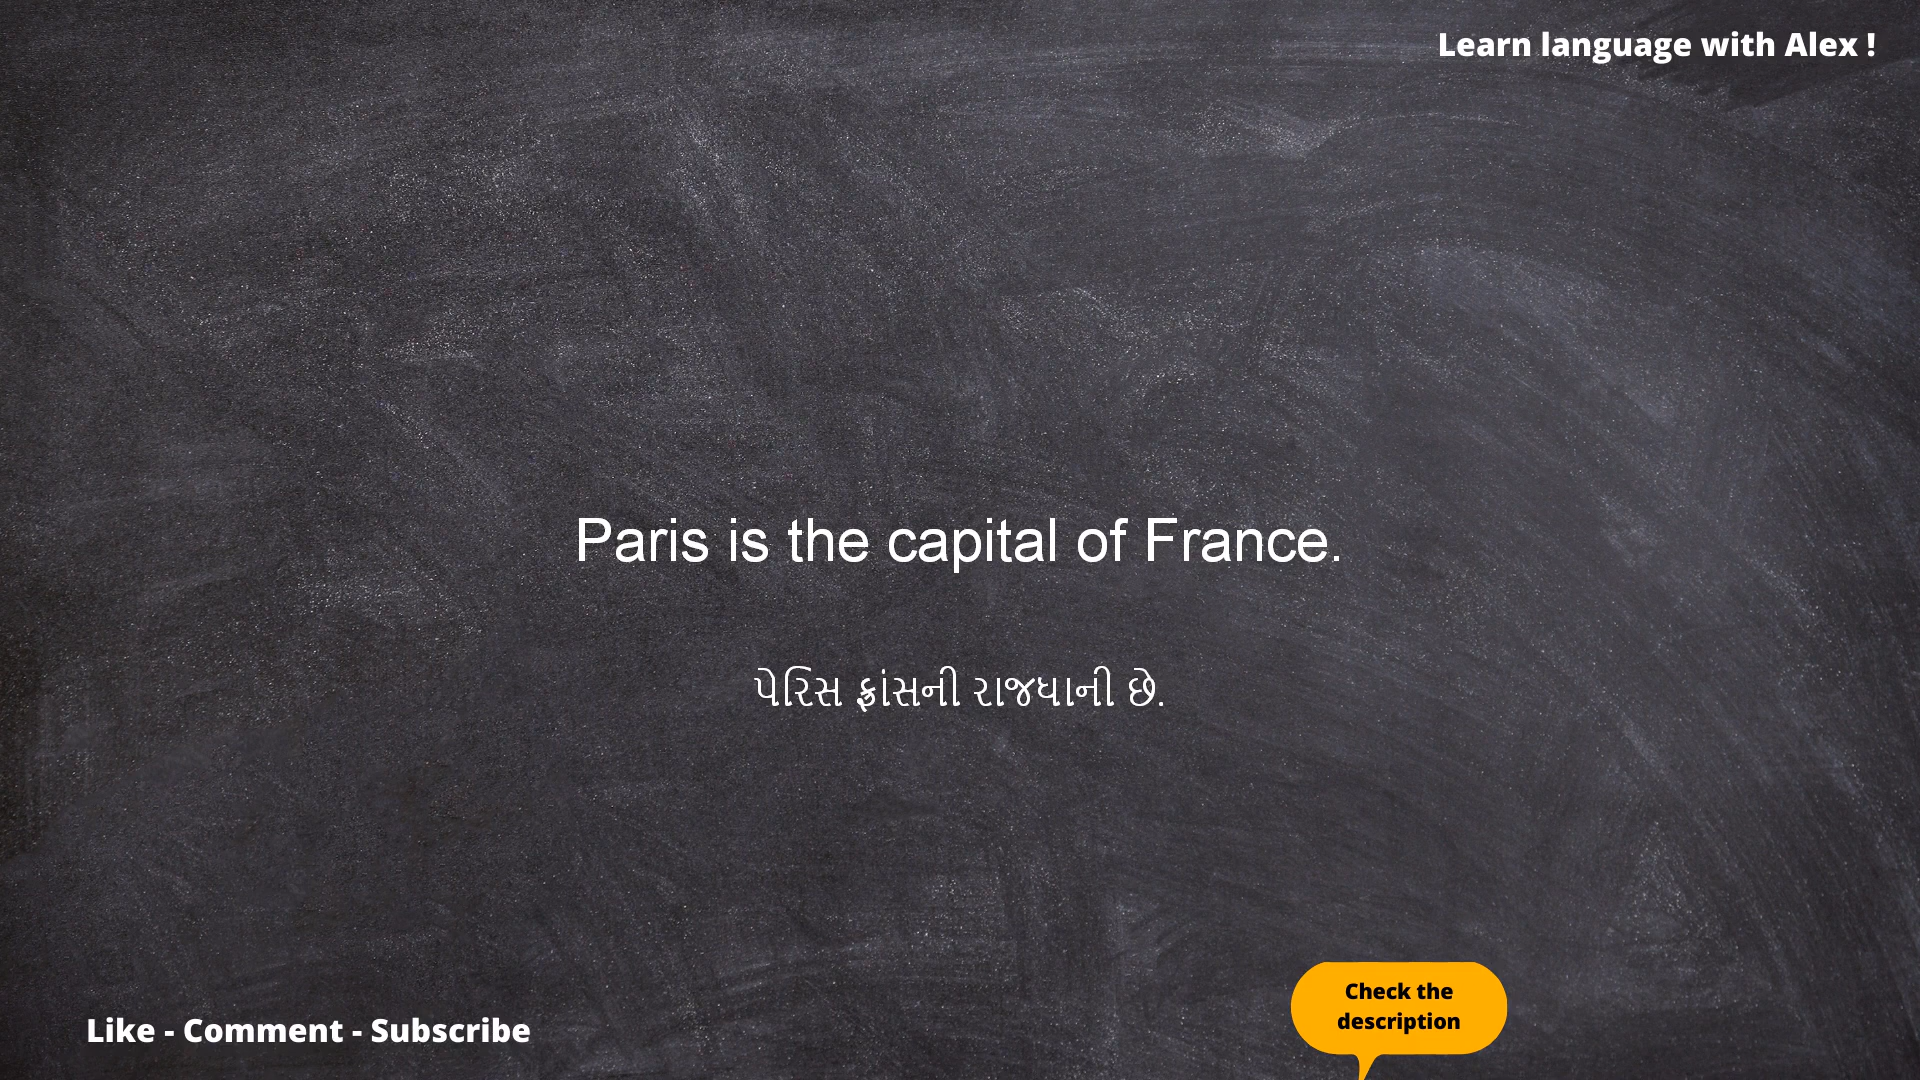 Learn language with Alex !
Paris is the capital of France.
પેરિસ ફ્રાંસની રાજધાની છે.
Check the
description
Like - Comment - Subscribe